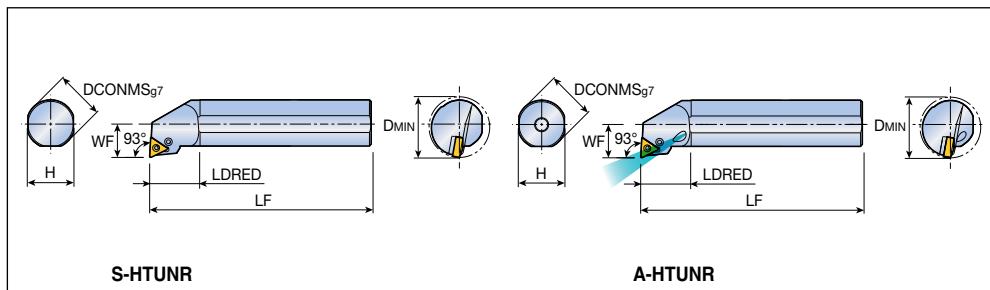 DCONMSg7
WF
93°
H
LDRED
LF
DMIN
S-HTUNR
DCONMSg7
WF
93°
H
LDRED
LF
DMIN
A-HTUNR